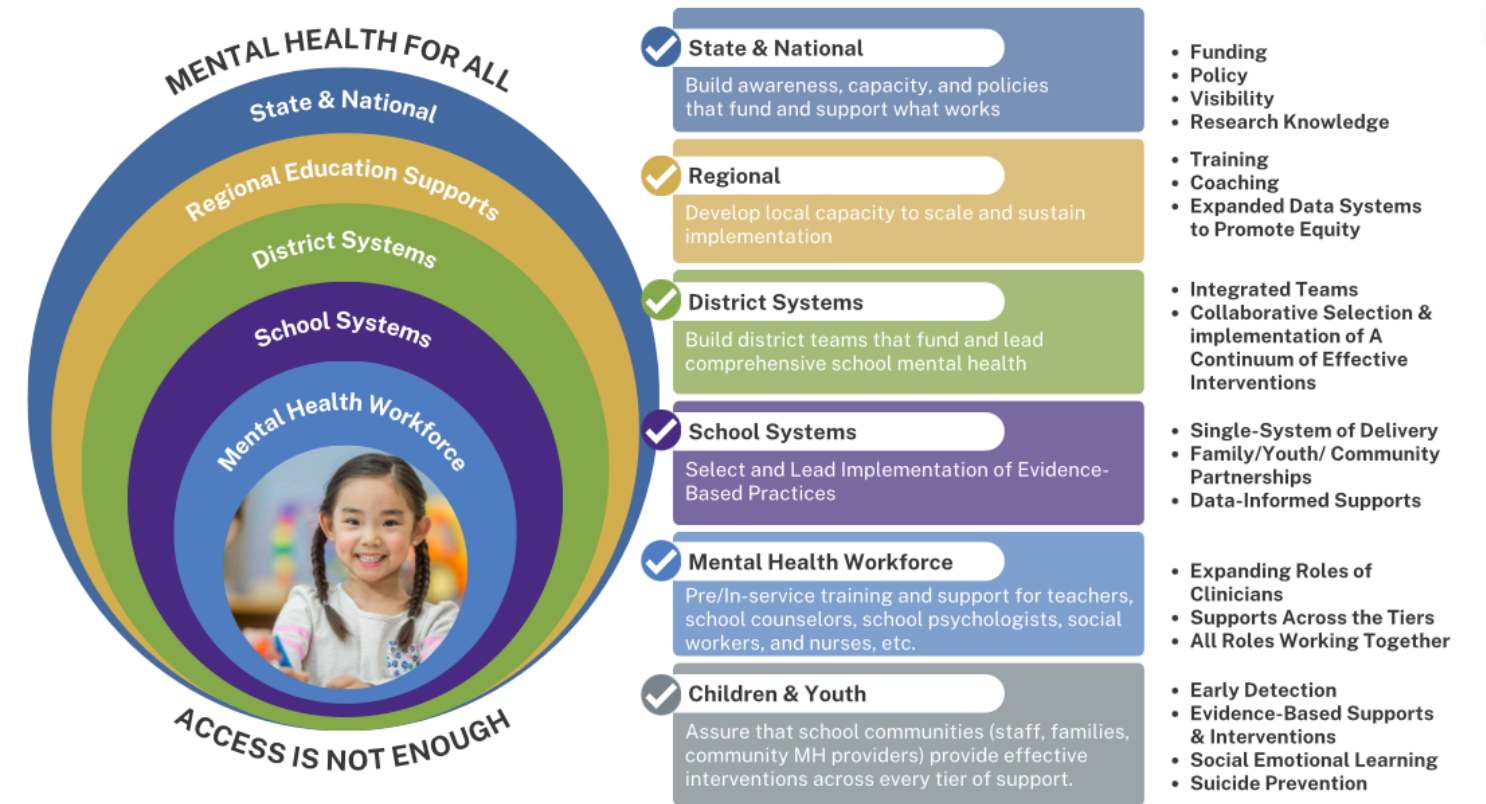 MENTAL HEALTH FOR ALL
State & National
Regional Education Supports
District Systems
School Systems
Mental Health Workforce
ACCESS IS NOT ENOUGH
State & National
Build awareness, capacity, and policies
that fund and support what works
• Funding
• Policy
• Visibility
• Research Knowledge
Regional
Develop local capacity to scale and sustain
implementation
• Training
• Coaching
• Expanded Data Systems
to Promote Equity
District Systems
Build district teams that fund and lead
comprehensive school mental health
• Integrated Teams
• Collaborative Selection &
implementation of A
Continuum of Effective
Interventions
School Systems
Select and Lead Implementation of Evidence-
Based Practices
• Single-System of Delivery
• Family/Youth/ Community
Partnerships
• Data-Informed Supports
Mental Health Workforce
Pre/In-service training and support for teachers,
school counselors, school psychologists, social
workers, and nurses, etc.
• Expanding Roles of
Clinicians
• Supports Across the Tiers
• All Roles Working Together
Children & Youth
Assure that school communities (staff, families,
community MH providers) provide effective
interventions across every tier of support.
• Early Detection
• Evidence-Based Supports
& Interventions
• Social Emotional Learning
• Suicide Prevention